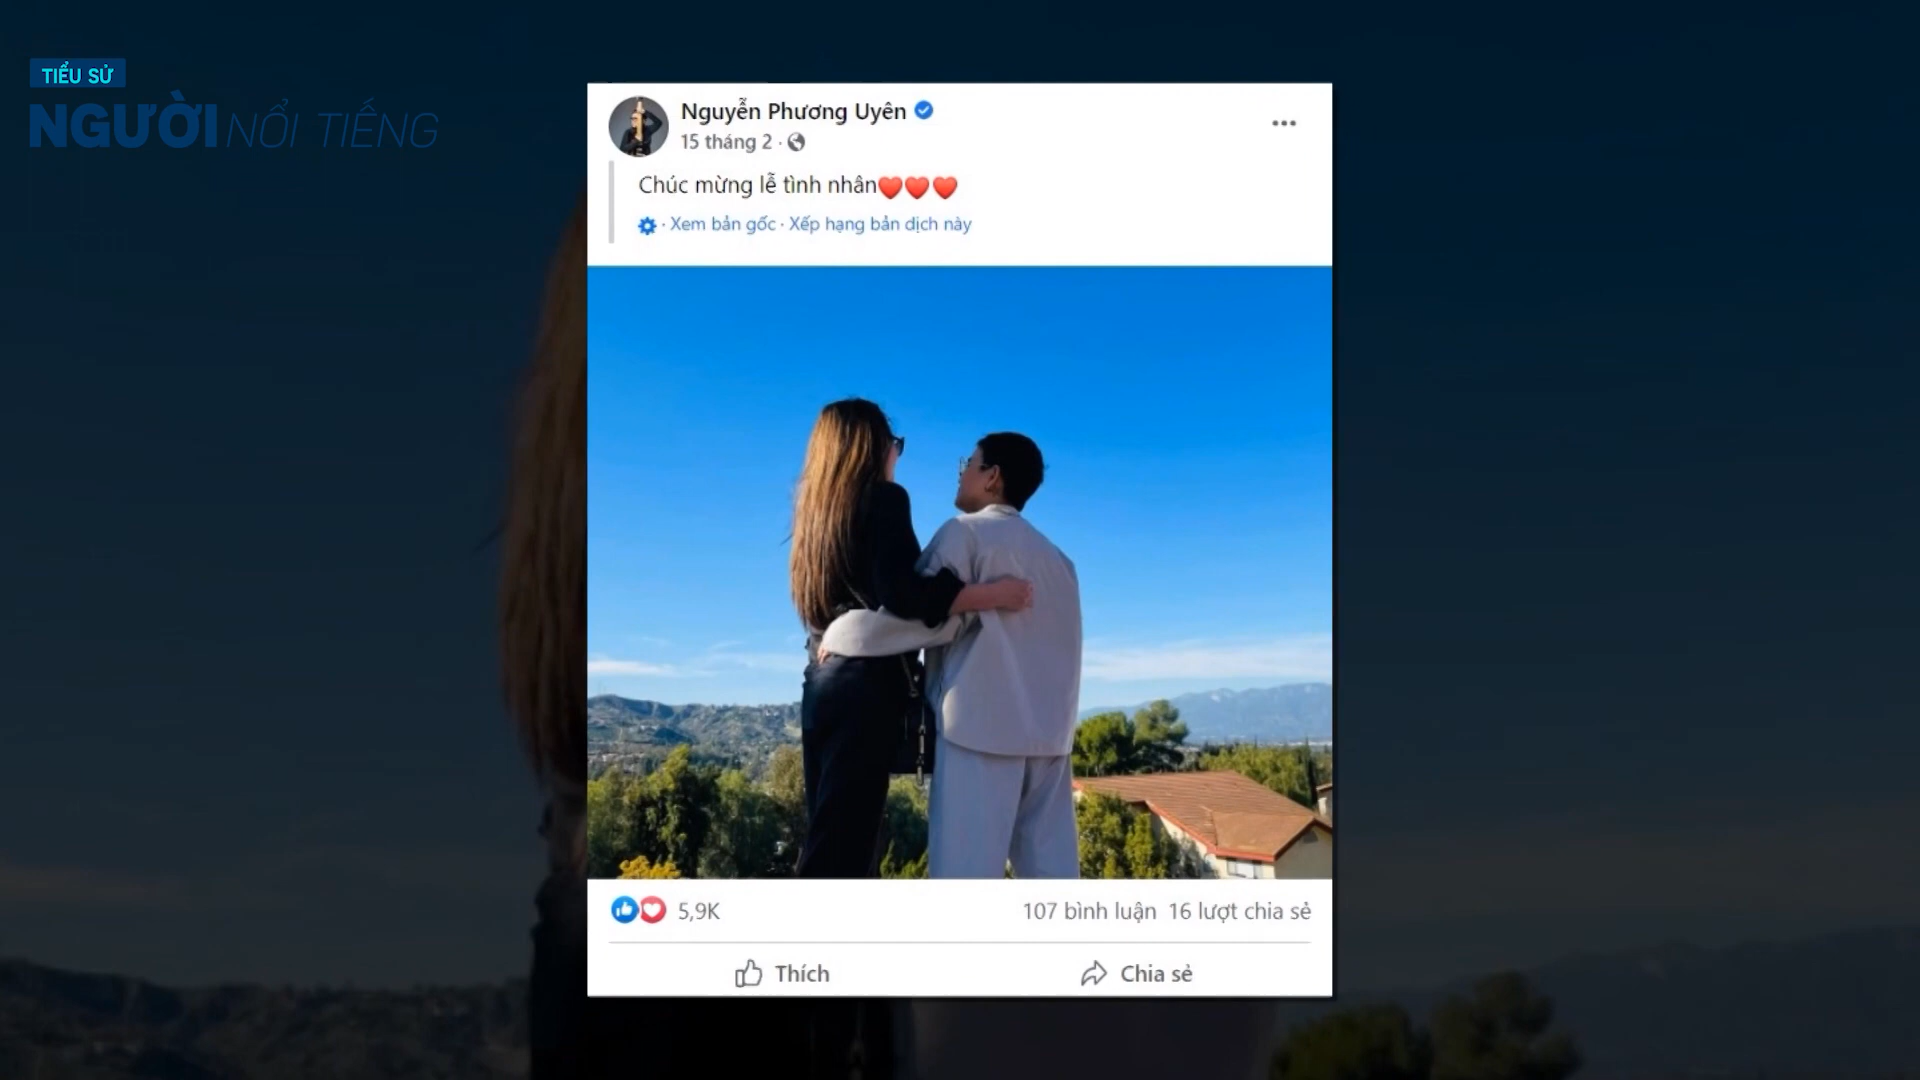 TIỂU SỬ
NGƯỜI NỔI TIẾNG
Nguyễn Phương Uyên
15 tháng 2 ·
Chúc mừng lễ tình nhân❤️❤️❤️
· Xem bản gốc · Xếp hạng bản dịch này
5,9K
107 bình luận 16 lượt chia sẻ
Thích
Chia sẻ